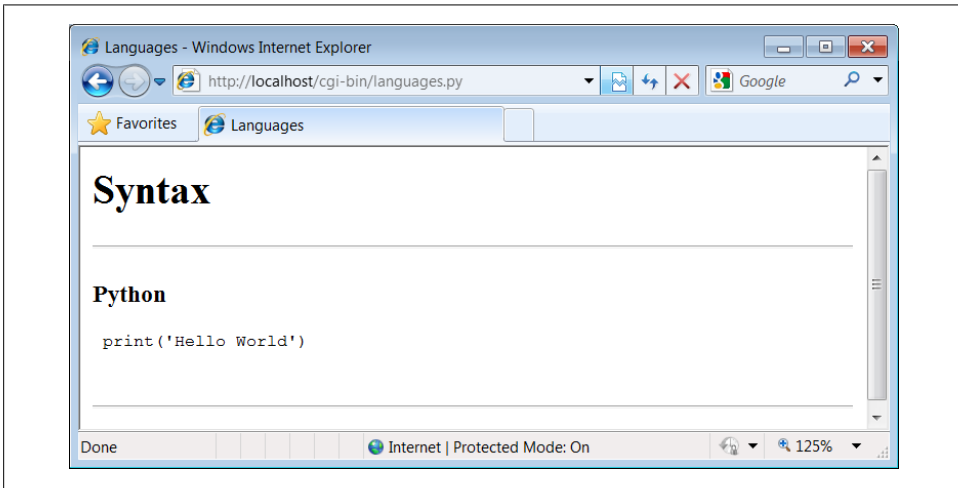 Languages - Windows Internet Explorer
http://localhost/cgi-bin/languages.py
Google
Favorites
Languages
Syntax
Python
print('Hello World')
Done
Internet | Protected Mode: On
125%